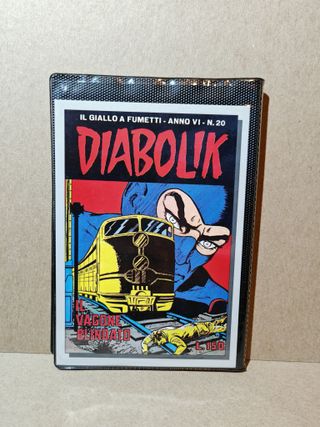 IL GIALLO A FUMETTI - ANNO VI - N. 20
DIABOLIK
IL
VAGONE
BLINDATO
L. 150